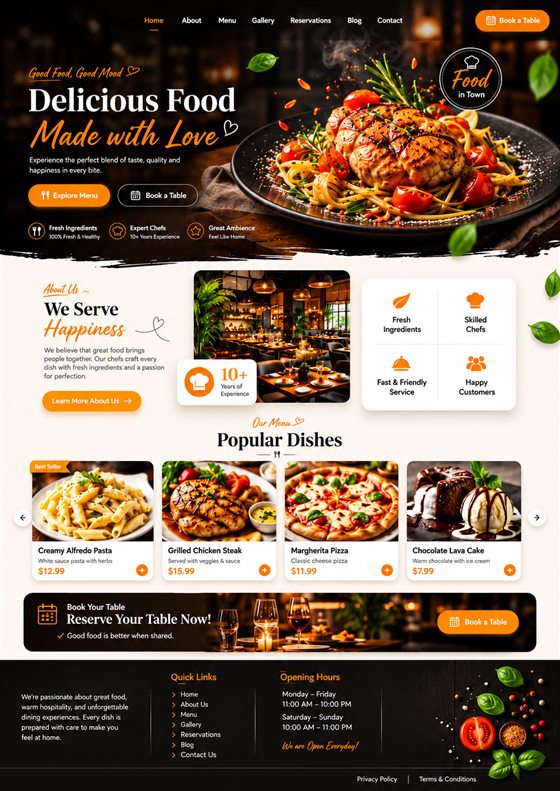 Home
About
Menu
Gallery
Reservations
Blog
Contact
Book a Table
Good Food, Good Mood
Delicious Food
Made with Love
Experience the perfect blend of taste, quality and
happiness in every bite.
Explore Menu
Book a Table
Fresh Ingredients
100% Fresh & Healthy
Expert Chefs
10+ Years Experience
Great Ambience
Feel Like Home
Food
in Town
About Us
We Serve
Happiness
We believe that great food brings
people together. Our chefs craft every
dish with fresh ingredients and a passion
for perfection.
Learn More About Us
10+
Years of
Experience
Fresh
Ingredients
Skilled
Chefs
Fast & Friendly
Service
Happy
Customers
Our Menu
Popular Dishes
Best Seller
Creamy Alfredo Pasta
White sauce pasta with herbs
$12.99
Grilled Chicken Steak
Served with veggies & sauce
$15.99
Margherita Pizza
Classic cheese pizza
$11.99
Chocolate Lava Cake
Warm chocolate with ice cream
$7.99
Book Your Table
Reserve Your Table Now!
Good food is better when shared.
Book a Table
We're passionate about great food,
warm hospitality, and unforgettable
dining experiences. Every dish is
prepared with care to make you
feel at home.
Quick Links
Home
About Us
Menu
Gallery
Reservations
Blog
Contact Us
Opening Hours
Monday – Friday
11:00 AM – 10:00 PM
Saturday – Sunday
10:00 AM – 11:00 PM
We are Open Everyday!
Privacy Policy
Terms & Conditions